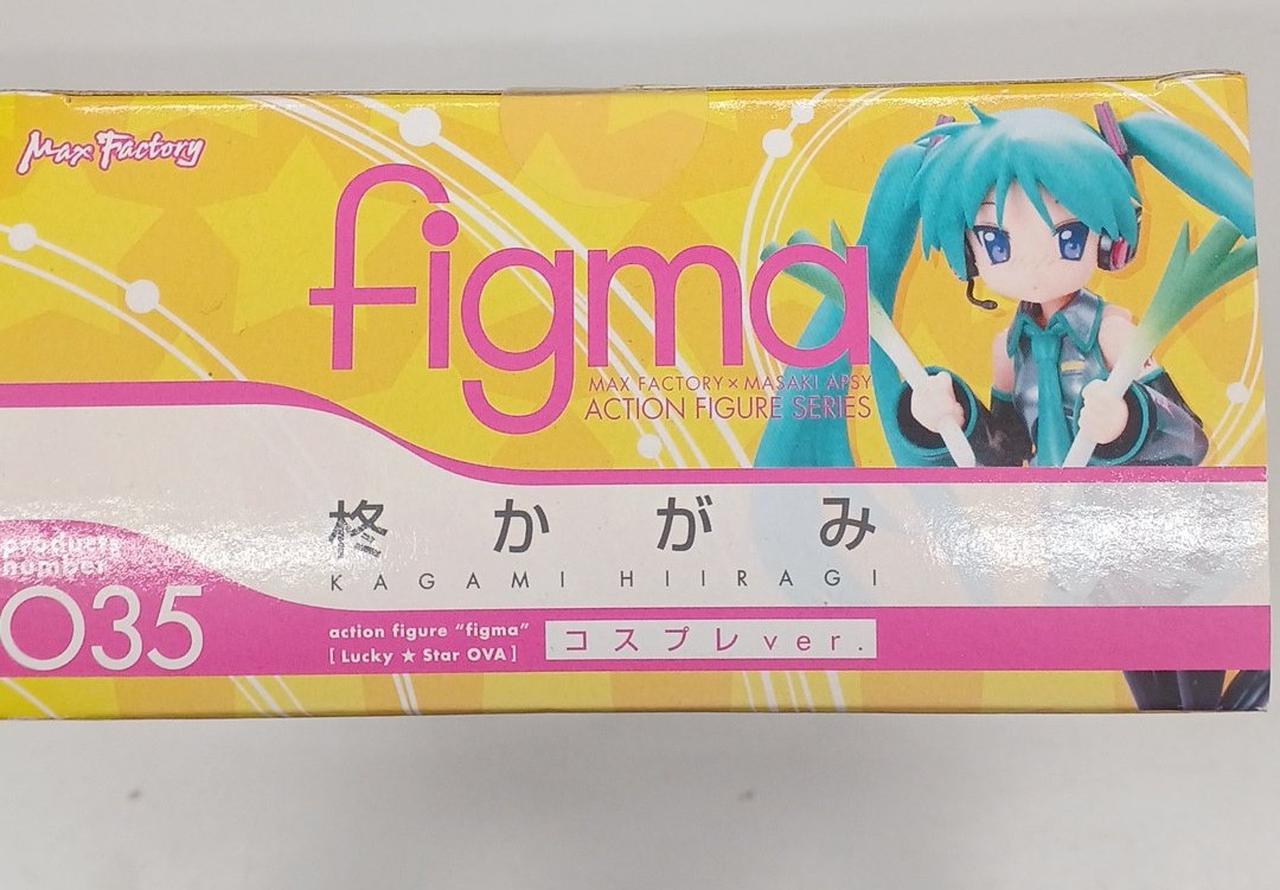 Max Factory
figma
MAX FACTORY×MASAKI APSY
ACTION FIGURE SERIES
柊かがみ
KAGAMI HIIRAGI
products
number
035
action figure "figma"
[ Lucky ★ Star OVA ]
コスプレver.